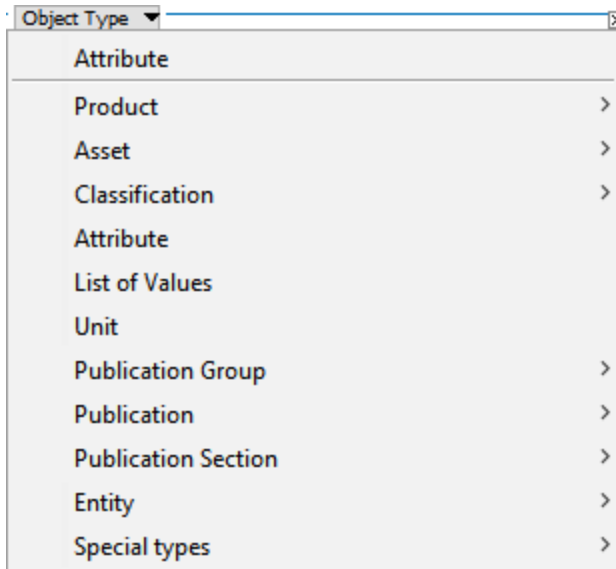 Object Type
Attribute
Product
Asset
Classification
Attribute
List of Values
Unit
Publication Group
Publication
Publication Section
Entity
Special types